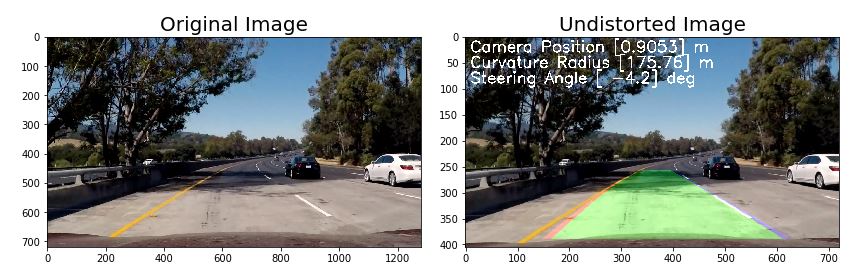 Original Image
Undistorted Image
Camera Position [0.9053] m
Curvature Radius [175.76] m
Steering Angle [ -4.2] deg
0
100
200
300
400
500
600
700
0 200 400 600 800 1000 1200
0
50
100
150
200
250
300
350
400
0 100 200 300 400 500 600 700